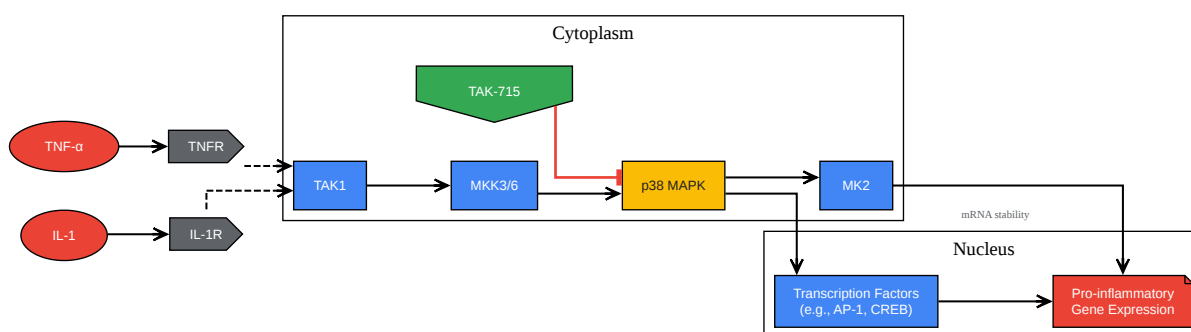 Cytoplasm
TAK-715
TNF-α
TNFR
TAK1
MKK3/6
p38 MAPK
MK2
IL-1
IL-1R
mRNA stability
Nucleus
Transcription Factors
(e.g., AP-1, CREB)
Pro-inflammatory
Gene Expression